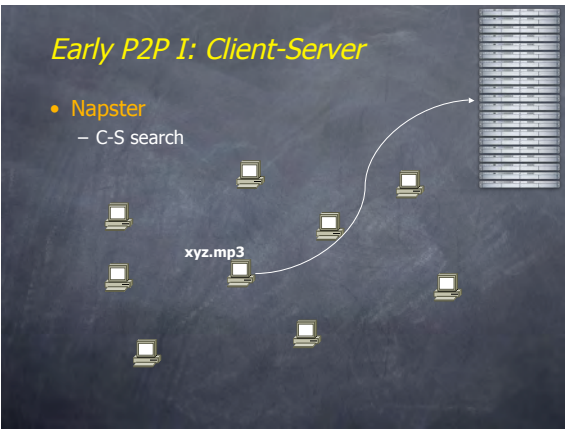 Early P2P I: Client-Server
• Napster
– C-S search
xyz.mp3